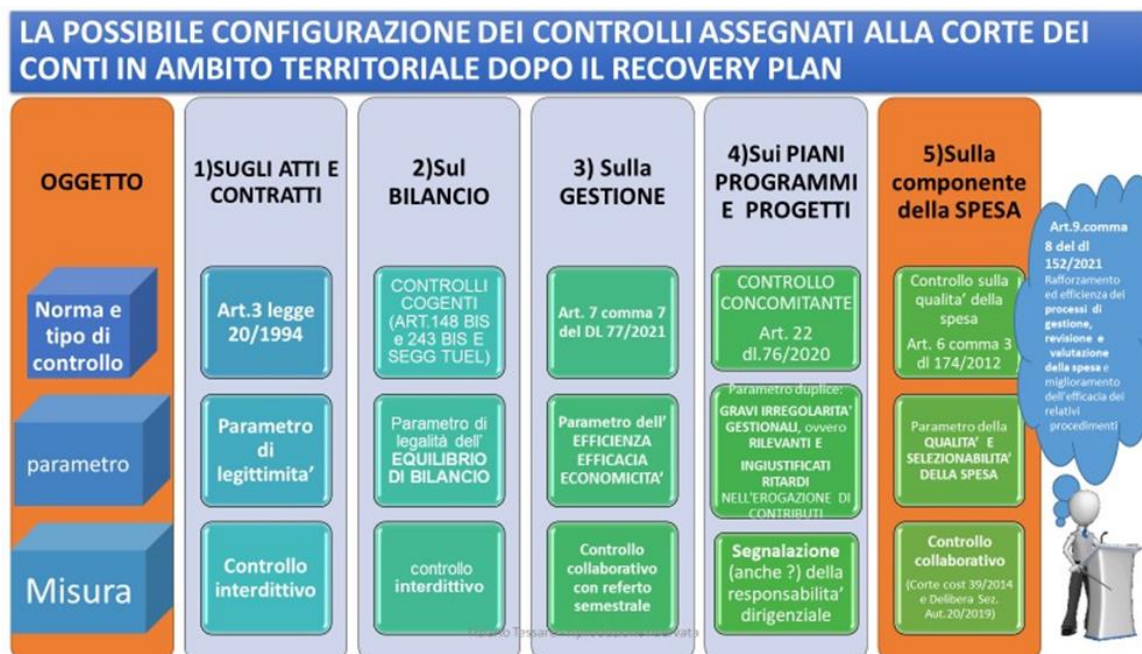 LA POSSIBILE CONFIGURAZIONE DEI CONTROLLI ASSEGNATI ALLA CORTE DEI
CONTI IN AMBITO TERRITORIALE DOPO IL RECOVERY PLAN
OGGETTO
1)SUGLI ATTI E
CONTRATTI
2)Sul
BILANCIO
3) Sulla
GESTIONE
4)Sui PIANI
PROGRAMMI
E PROGETTI
5)Sulla
componente
della SPESA
Art.9.comma
8 del dl
152/2021
Rafforzamento
ed efficienza dei
processi di
gestione,
revisione e
valutazione
della spesa e
miglioramento
dell'efficacia dei
relativi
procedimenti
Norma e
tipo di
controllo
Art.3 legge
20/1994
CONTROLLI
COGENTI
(ART.148 BIS
e 243 BIS E
SEGG TUEL)
Art. 7 comma 7
del DL 77/2021
CONTROLLO
CONCOMITANTE
Art. 22
dl.76/2020
Controllo sulla
qualita' della
spesa
Art. 6 comma 3
dl 174/2012
parametro
Parametro
di
legittimita'
Parametro di
legalità dell'
EQUILIBRIO
DI BILANCIO
Parametro dell'
EFFICIENZA
EFFICACIA
ECONOMICITA'
Parametro duplice:
GRAVI IRREGOLARITA'
GESTIONALI, ovvero
RILEVANTI E
INGIUSTIFICATI
RITARDI
NELL'EROGAZIONE DI
CONTRIBUTI
Parametro della
QUALITA' E
SELEZIONABILITA'
DELLA SPESA
Misura
Controllo
interdittivo
controllo
interdittivo
Controllo
collaborativo
con referto
semestrale
Segnalazione
(anche ?) della
responsabilita'
dirigenziale
Controllo
collaborativo
(Corte cost 39/2014
e Delibera Sez.
Aut.20/2019)